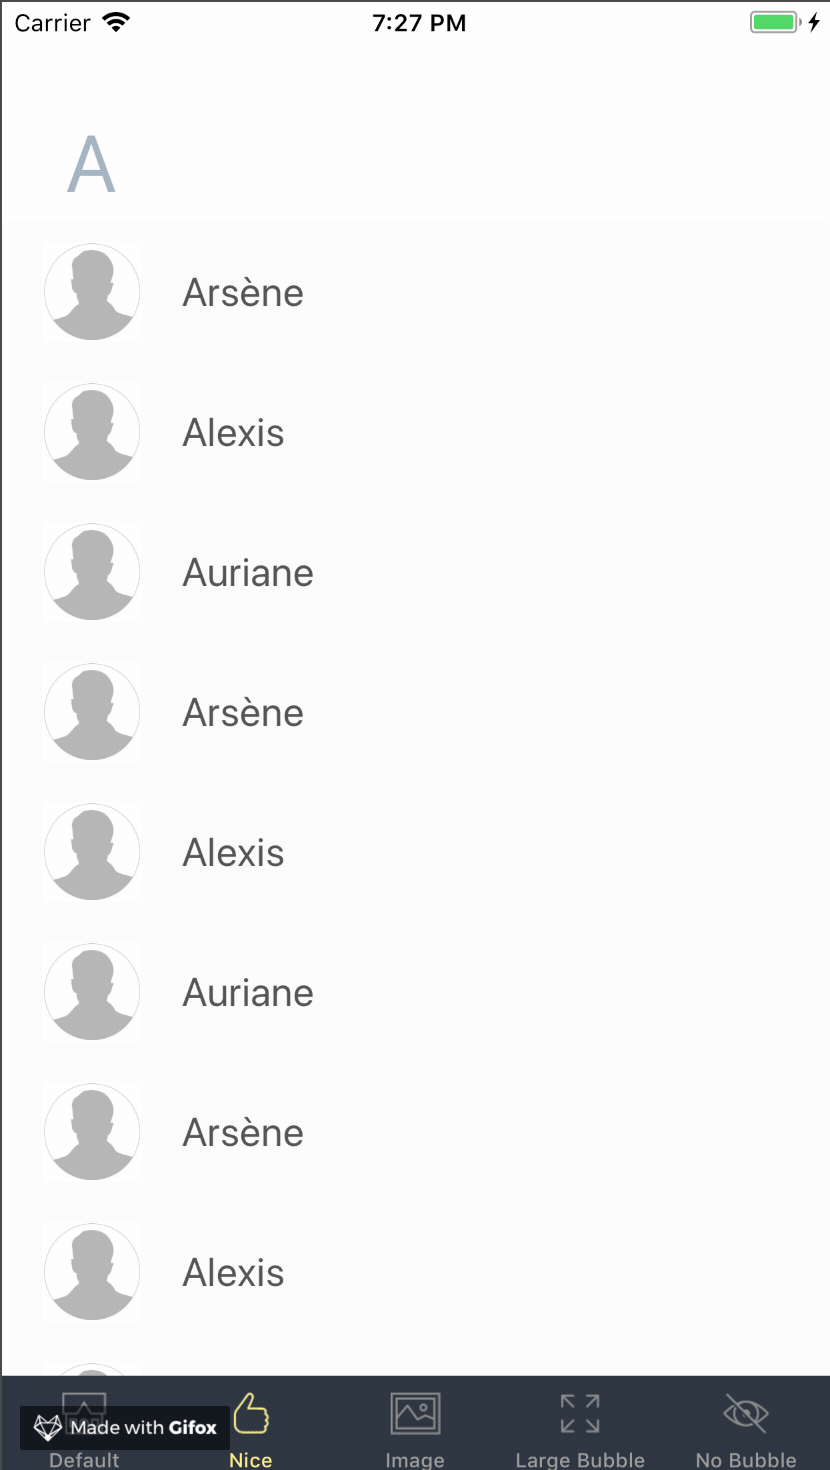 Carrier 7:27 PM
A
Arsène
Alexis
Auriane
Arsène
Alexis
Auriane
Arsène
Alexis
Made with Gifox
Default Nice Image Large Bubble No Bubble